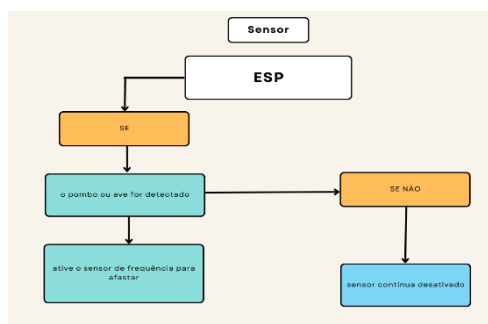 Sensor
ESP
SE
o pombo ou ave for detectado
SE NÃO
ative o sensor de frequência para
afastar
sensor continua desativado